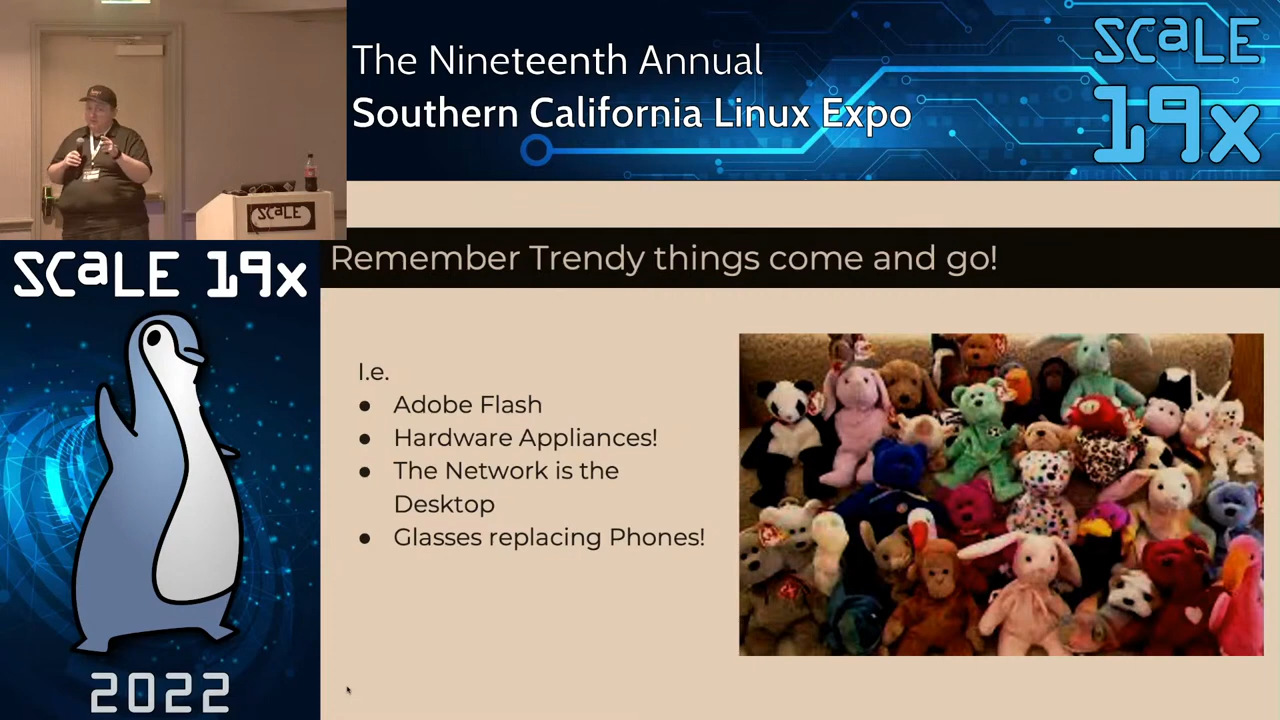 The Nineteenth Annual
Southern California Linux Expo
SCaLE
19x
SCALE
SCaLE 19x
2022
Remember Trendy things come and go!
I.e.
● Adobe Flash
● Hardware Appliances!
● The Network is the
Desktop
● Glasses replacing Phones!